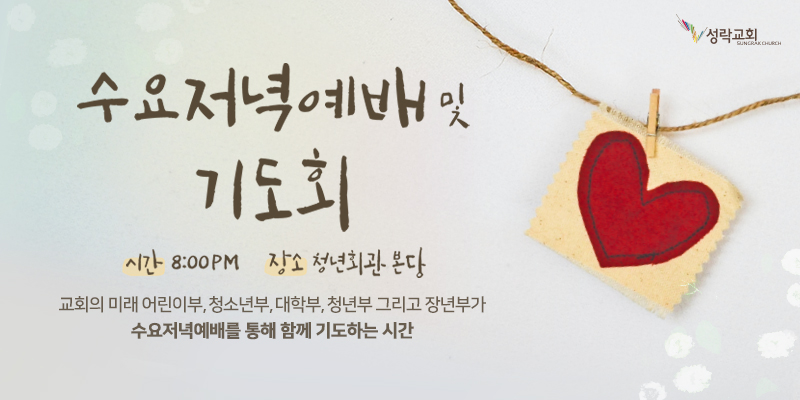 성락교회
SUNGRAK CHURCH
수요저녁예배 및
기도회
시간 8:00PM 장소 청년회관 본당
교회의 미래 어린이부, 청소년부, 대학부, 청년부 그리고 장년부가
수요저녁예배를 통해 함께 기도하는 시간